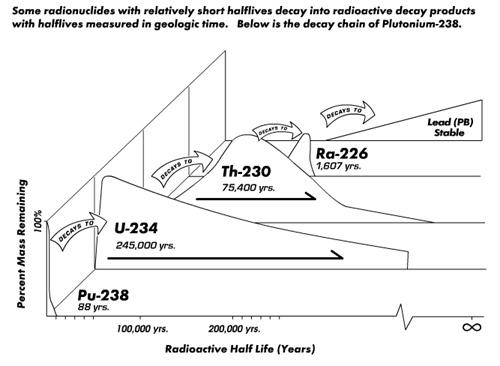 Some radionuclides with relatively short halflives decay into radioactive decay products
with halflives measured in geologic time. Below is the decay chain of Plutonium-238.
DECAYS TO
Lead (PB)
Stable
DECAYS TO
Ra-226
1,607 yrs.
DECAYS TO
Th-230
75,400 yrs.
Percent Mass Remaining
100%
DECAYS TO
U-234
245,000 yrs.
Pu-238
88 yrs.
100,000 yrs.
200,000 yrs.
∞
Radioactive Half Life (Years)